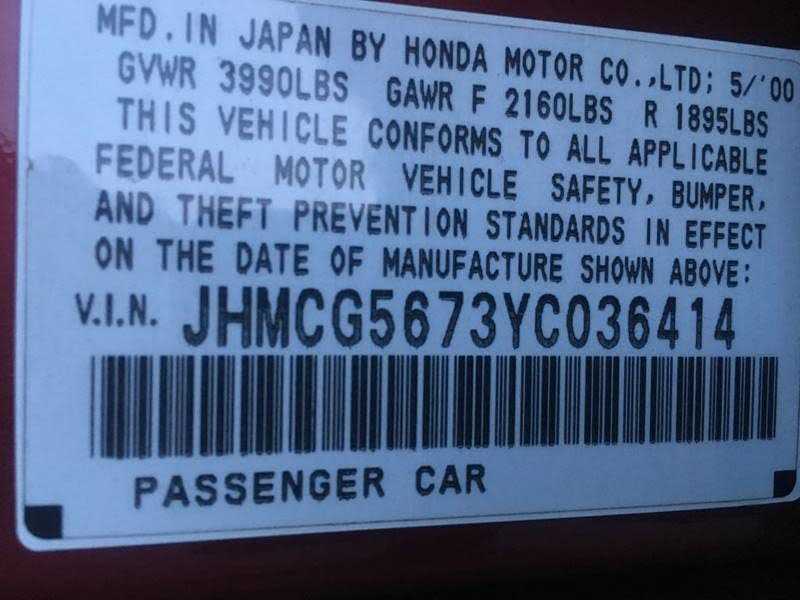 MFD. IN JAPAN BY HONDA MOTOR CO.,LTD; 5/'00
GVWR 3990LBS GAWR F 2160LBS R 1895LBS
THIS VEHICLE CONFORMS TO ALL APPLICABLE
FEDERAL MOTOR VEHICLE SAFETY, BUMPER,
AND THEFT PREVENTION STANDARDS IN EFFECT
ON THE DATE OF MANUFACTURE SHOWN ABOVE:
V.I.N. JHMCG5673YC036414
PASSENGER CAR